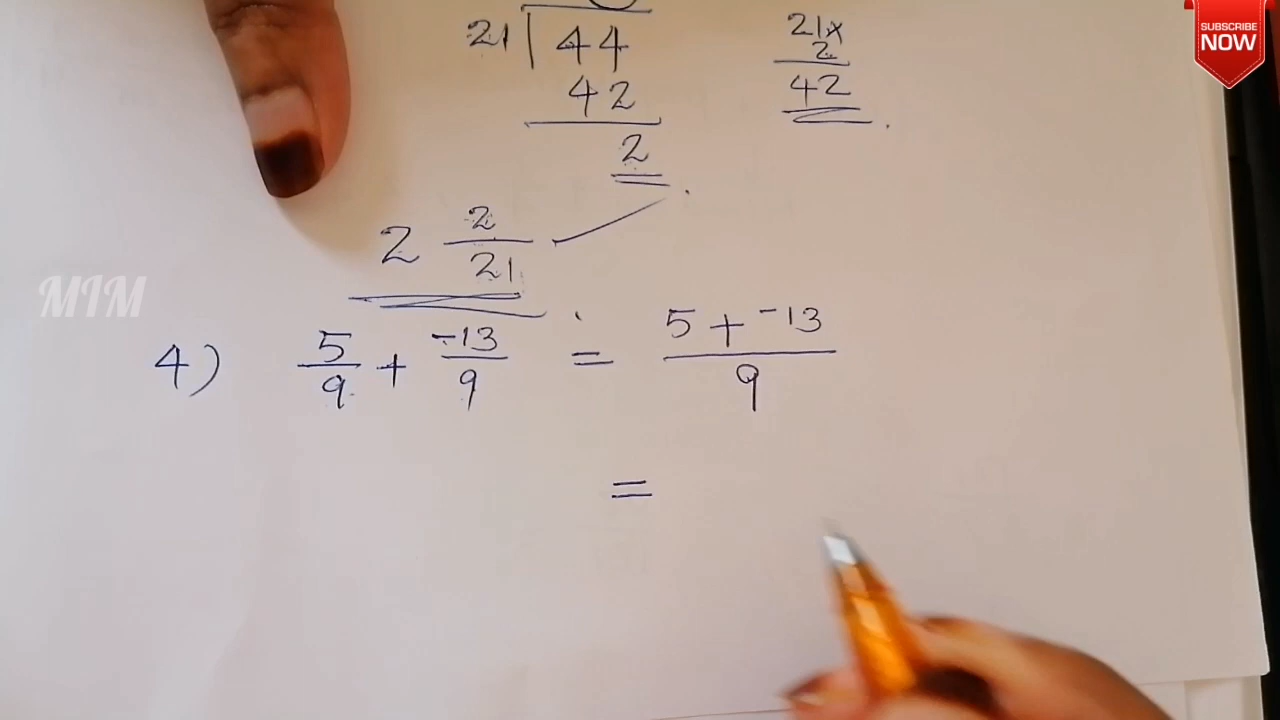 21 | 44
42
2
21x
2
42
2 2/21
4) 5/9 + -13/9 = 5 + -13/9
=
MIM
SUBSCRIBE
NOW